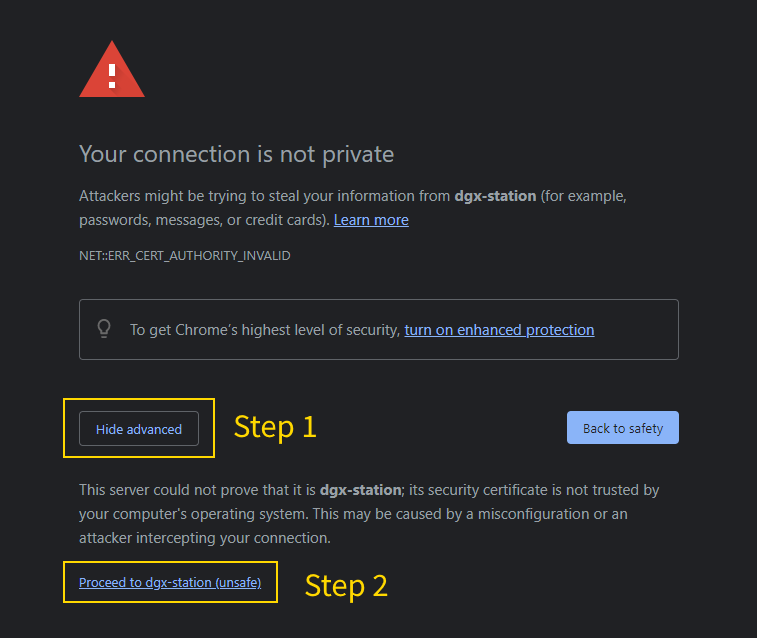 Your connection is not private
Attackers might be trying to steal your information from dgx-station (for example,
passwords, messages, or credit cards). Learn more
NET::ERR_CERT_AUTHORITY_INVALID
To get Chrome's highest level of security, turn on enhanced protection
Hide advanced
Step 1
Back to safety
This server could not prove that it is dgx-station; its security certificate is not trusted by
your computer's operating system. This may be caused by a misconfiguration or an
attacker intercepting your connection.
Proceed to dgx-station (unsafe)
Step 2